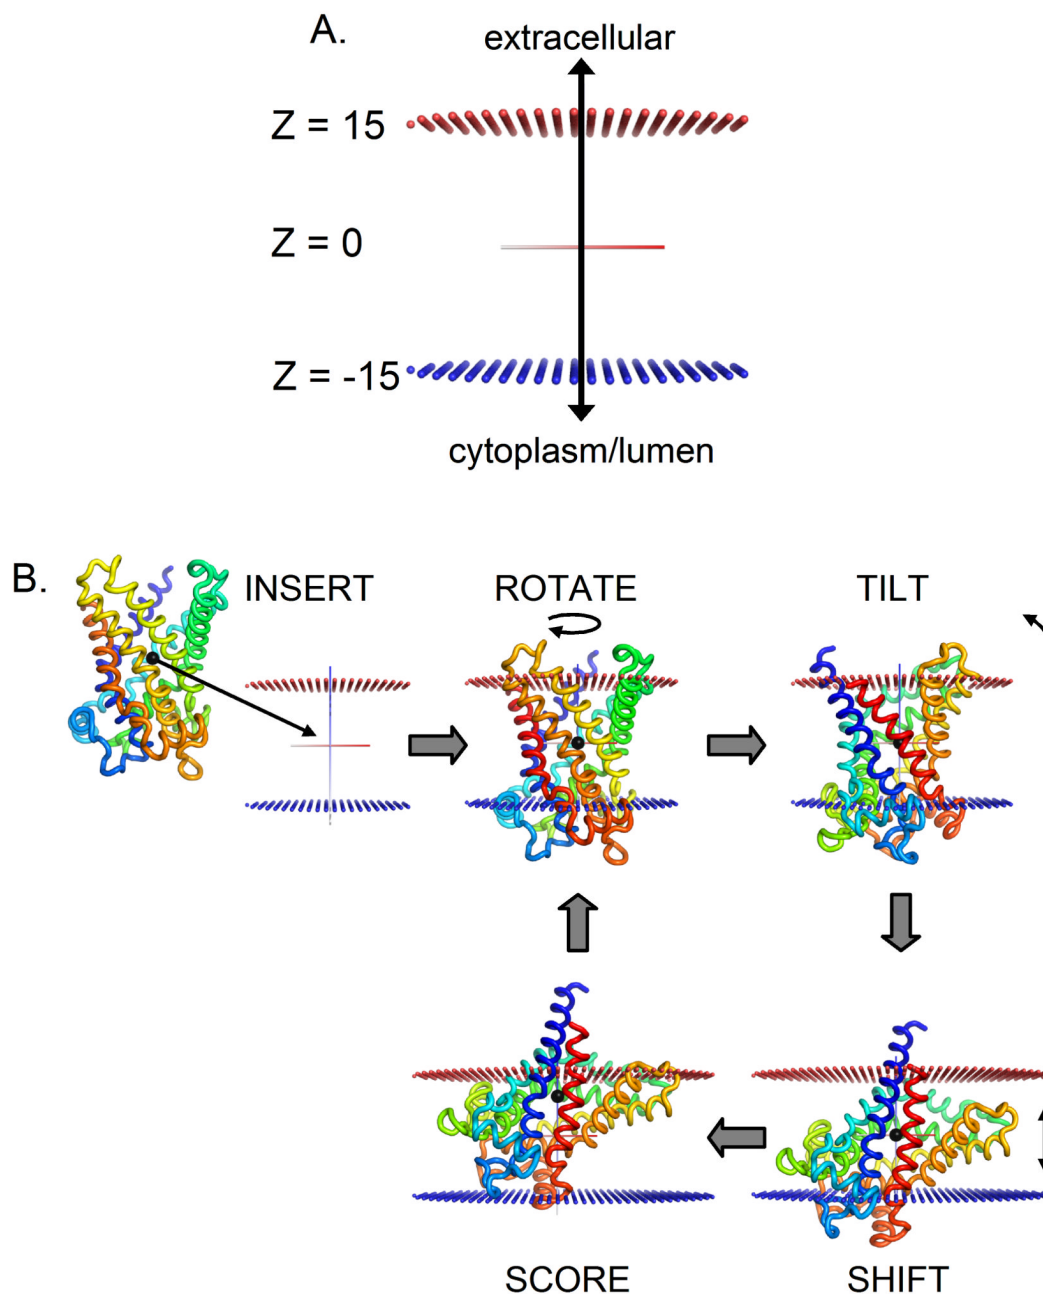 A.
extracellular
Z = 15
Z = 0
Z = -15
cytoplasm/lumen
B.
INSERT
ROTATE
TILT
SCORE
SHIFT